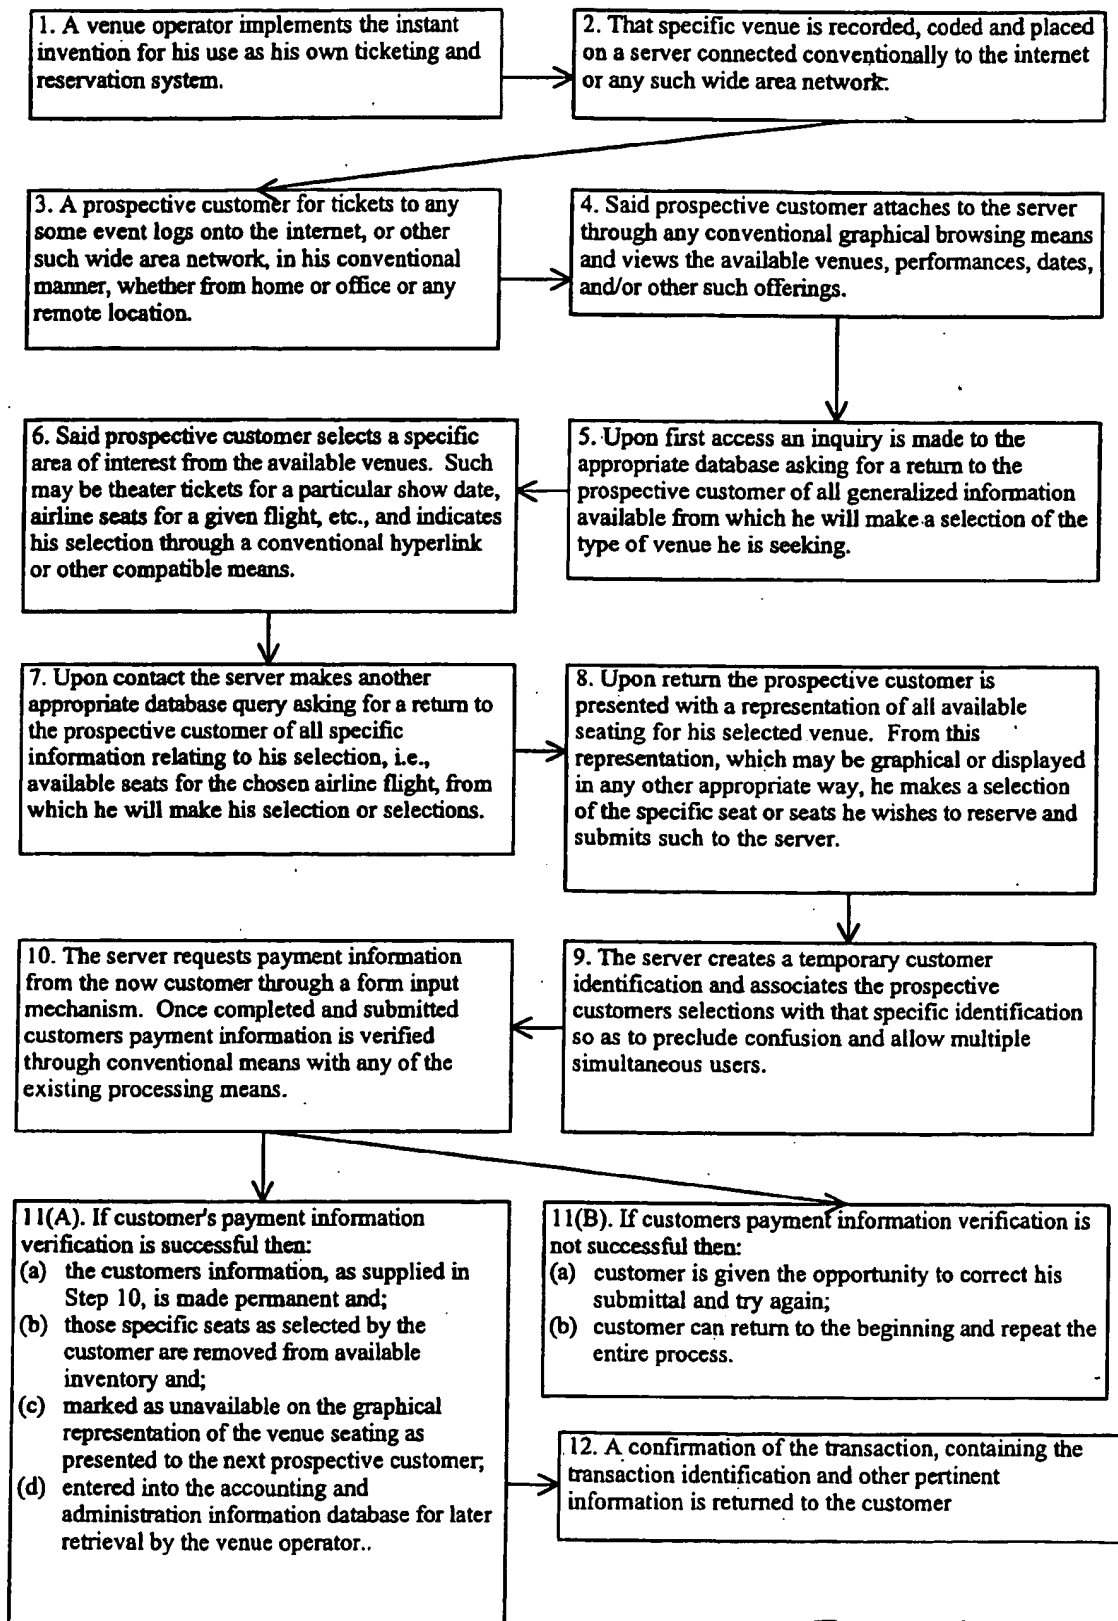 1. A venue operator implements the instant
invention for his use as his own ticketing and
reservation system.
2. That specific venue is recorded, coded and placed
on a server connected conventionally to the internet
or any such wide area network.
3. A prospective customer for tickets to any
some event logs onto the internet, or other
such wide area network, in his conventional
manner, whether from home or office or any
remote location.
4. Said prospective customer attaches to the server
through any conventional graphical browsing means
and views the available venues, performances, dates,
and/or other such offerings.
5. Upon first access an inquiry is made to the
appropriate database asking for a return to the
prospective customer of all generalized information
available from which he will make a selection of the
type of venue he is seeking.
6. Said prospective customer selects a specific
area of interest from the available venues. Such
may be theater tickets for a particular show date,
airline seats for a given flight, etc., and indicates
his selection through a conventional hyperlink
or other compatible means.
7. Upon contact the server makes another
appropriate database query asking for a return to
the prospective customer of all specific
information relating to his selection, i.e.,
available seats for the chosen airline flight, from
which he will make his selection or selections.
8. Upon return the prospective customer is
presented with a representation of all available
seating for his selected venue. From this
representation, which may be graphical or displayed
in any other appropriate way, he makes a selection
of the specific seat or seats he wishes to reserve and
submits such to the server.
9. The server creates a temporary customer
identification and associates the prospective
customers selections with that specific identification
so as to preclude confusion and allow multiple
simultaneous users.
10. The server requests payment information
from the now customer through a form input
mechanism. Once completed and submitted
customers payment information is verified
through conventional means with any of the
existing processing means.
11(A). If customer's payment information
verification is successful then:
(a) the customers information, as supplied in
Step 10, is made permanent and;
(b) those specific seats as selected by the
customer are removed from available
inventory and;
(c) marked as unavailable on the graphical
representation of the venue seating as
presented to the next prospective customer;
(d) entered into the accounting and
administration information database for later
retrieval by the venue operator..
11(B). If customers payment information verification is
not successful then:
(a) customer is given the opportunity to correct his
submittal and try again;
(b) customer can return to the beginning and repeat the
entire process.
12. A confirmation of the transaction, containing the
transaction identification and other pertinent
information is returned to the customer